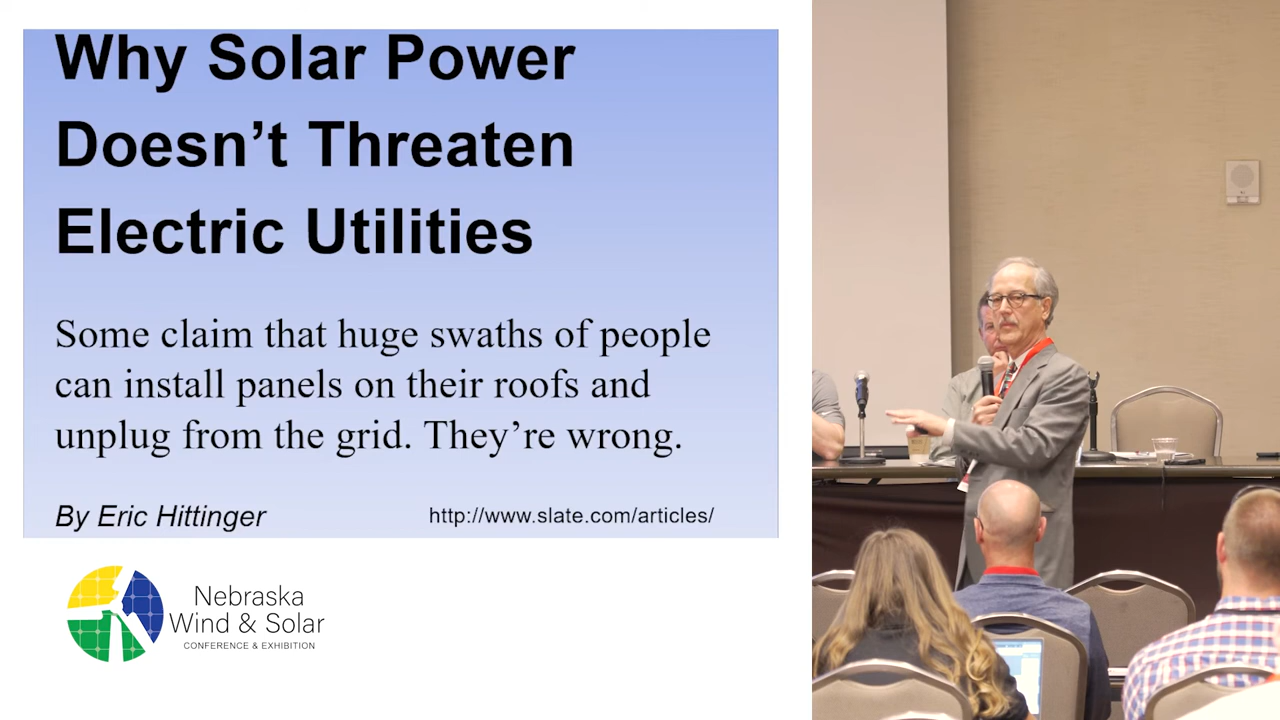 Why Solar Power
Doesn’t Threaten
Electric Utilities
Some claim that huge swaths of people
can install panels on their roofs and
unplug from the grid. They’re wrong.
By Eric Hittinger
http://www.slate.com/articles/
Nebraska
Wind & Solar
CONFERENCE & EXHIBITION